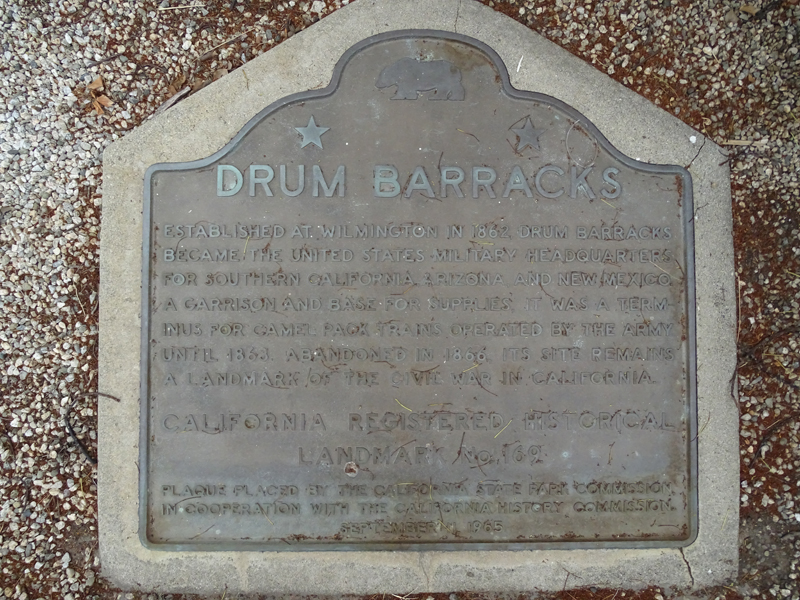 DRUM BARRACKS
ESTABLISHED AT WILMINGTON IN 1862, DRUM BARRACKS
BECAME THE UNITED STATES MILITARY HEADQUARTERS
FOR SOUTHERN CALIFORNIA, ARIZONA, AND NEW MEXICO.
A GARRISON AND BASE FOR SUPPLIES, IT WAS A TERM-
INUS FOR CAMEL PACK TRAINS OPERATED BY THE ARMY
UNTIL 1863. ABANDONED IN 1866, ITS SITE REMAINS
A LANDMARK OF THE CIVIL WAR IN CALIFORNIA.
CALIFORNIA REGISTERED HISTORICAL
LANDMARK NO. 169
PLAQUE PLACED BY THE CALIFORNIA STATE PARK COMMISSION
IN COOPERATION WITH THE CALIFORNIA HISTORY COMMISSION.
SEPTEMBER 1965